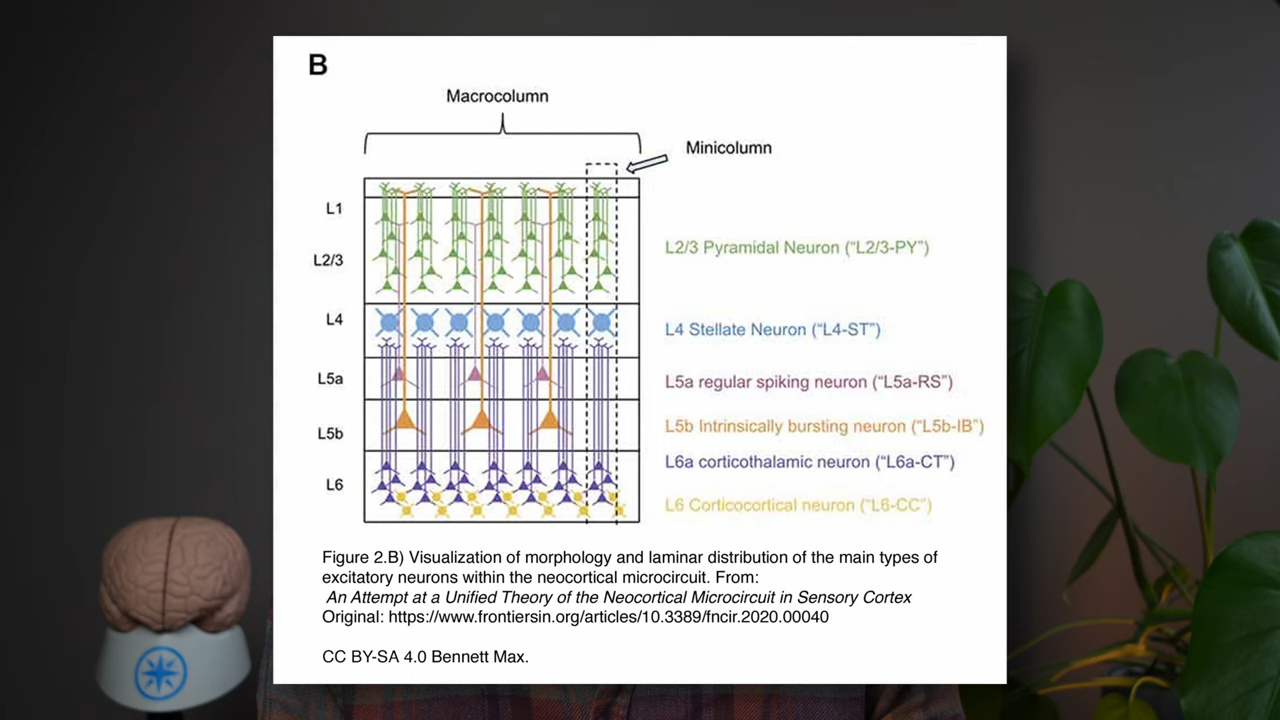 B
Macrocolumn
Minicolumn
L1
L2/3
L4
L5a
L5b
L6
L2/3 Pyramidal Neuron (“L2/3-PY”)
L4 Stellate Neuron (“L4-ST”)
L5a regular spiking neuron (“L5a-RS”)
L5b Intrinsically bursting neuron (“L5b-IB”)
L6a corticothalamic neuron (“L6a-CT”)
L6 Corticocortical neuron (“L6-CC”)
Figure 2.B) Visualization of morphology and laminar distribution of the main types of
excitatory neurons within the neocortical microcircuit. From:
An Attempt at a Unified Theory of the Neocortical Microcircuit in Sensory Cortex
Original: https://www.frontiersin.org/articles/10.3389/fncir.2020.00040
CC BY-SA 4.0 Bennett Max.